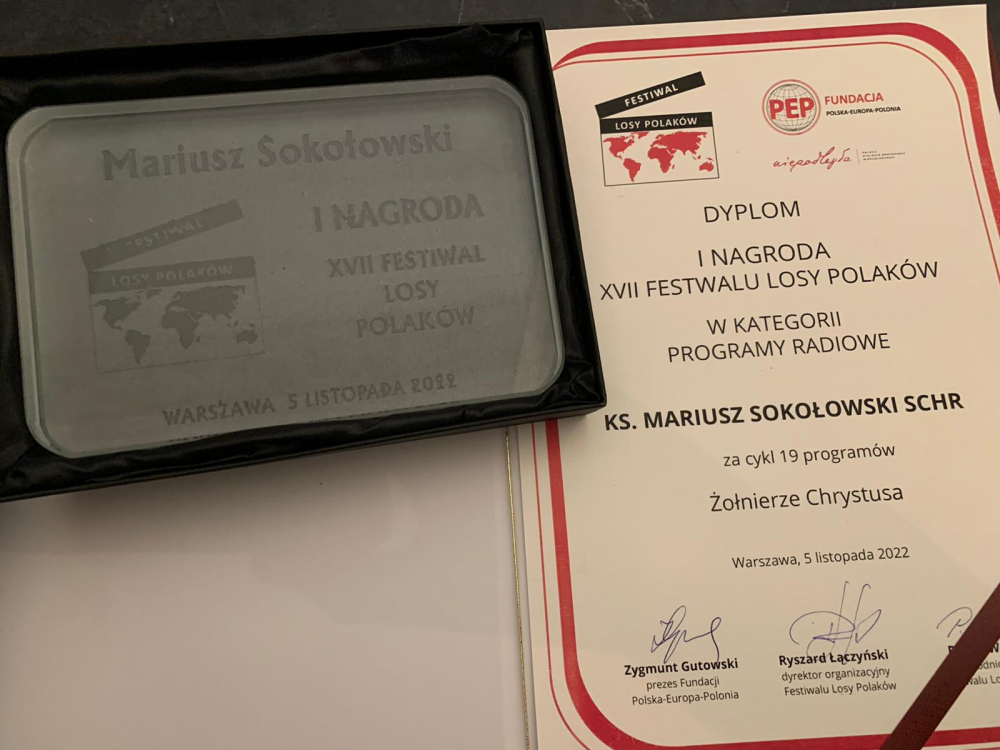 Mariusz Sokołowski
FESTIWAL
LOSY POLAKÓW
I NAGRODA
XVII FESTIWAL
LOSY
POLAKÓW
WARSZAWA 5 LISTOPADA 2022
FESTIWAL
LOSY POLAKÓW
PEP FUNDACJA
POLSKA-EUROPA-POLONIA
niepodległa
DYPLOM
I NAGRODA
XVII FESTWALU LOSY POLAKÓW
W KATEGORII
PROGRAMY RADIOWE
KS. MARIUSZ SOKOŁOWSKI SCHR
za cykl 19 programów
Żołnierze Chrystusa
Warszawa, 5 listopada 2022
Zygmunt Gutowski
prezes Fundacji
Polska-Europa-Polonia
Ryszard Łączyński
dyrektor organizacyjny
Festiwalu Losy Polaków